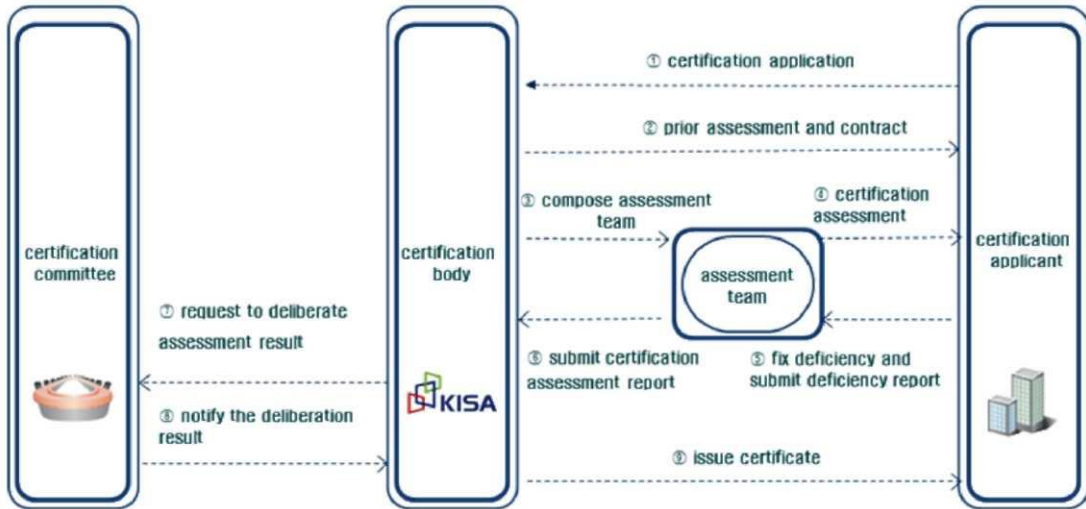 ① certification application
② prior assessment and contract
③ compose assessment
team
④ certification
assessment
certification
committee
certification
body
assessment
team
certification
applicant
⑦ request to deliberate
assessment result
⑥ submit certification
assessment report
⑤ fix deficiency and
submit deficiency report
KISA
⑧ notify the deliberation
result
⑨ issue certificate